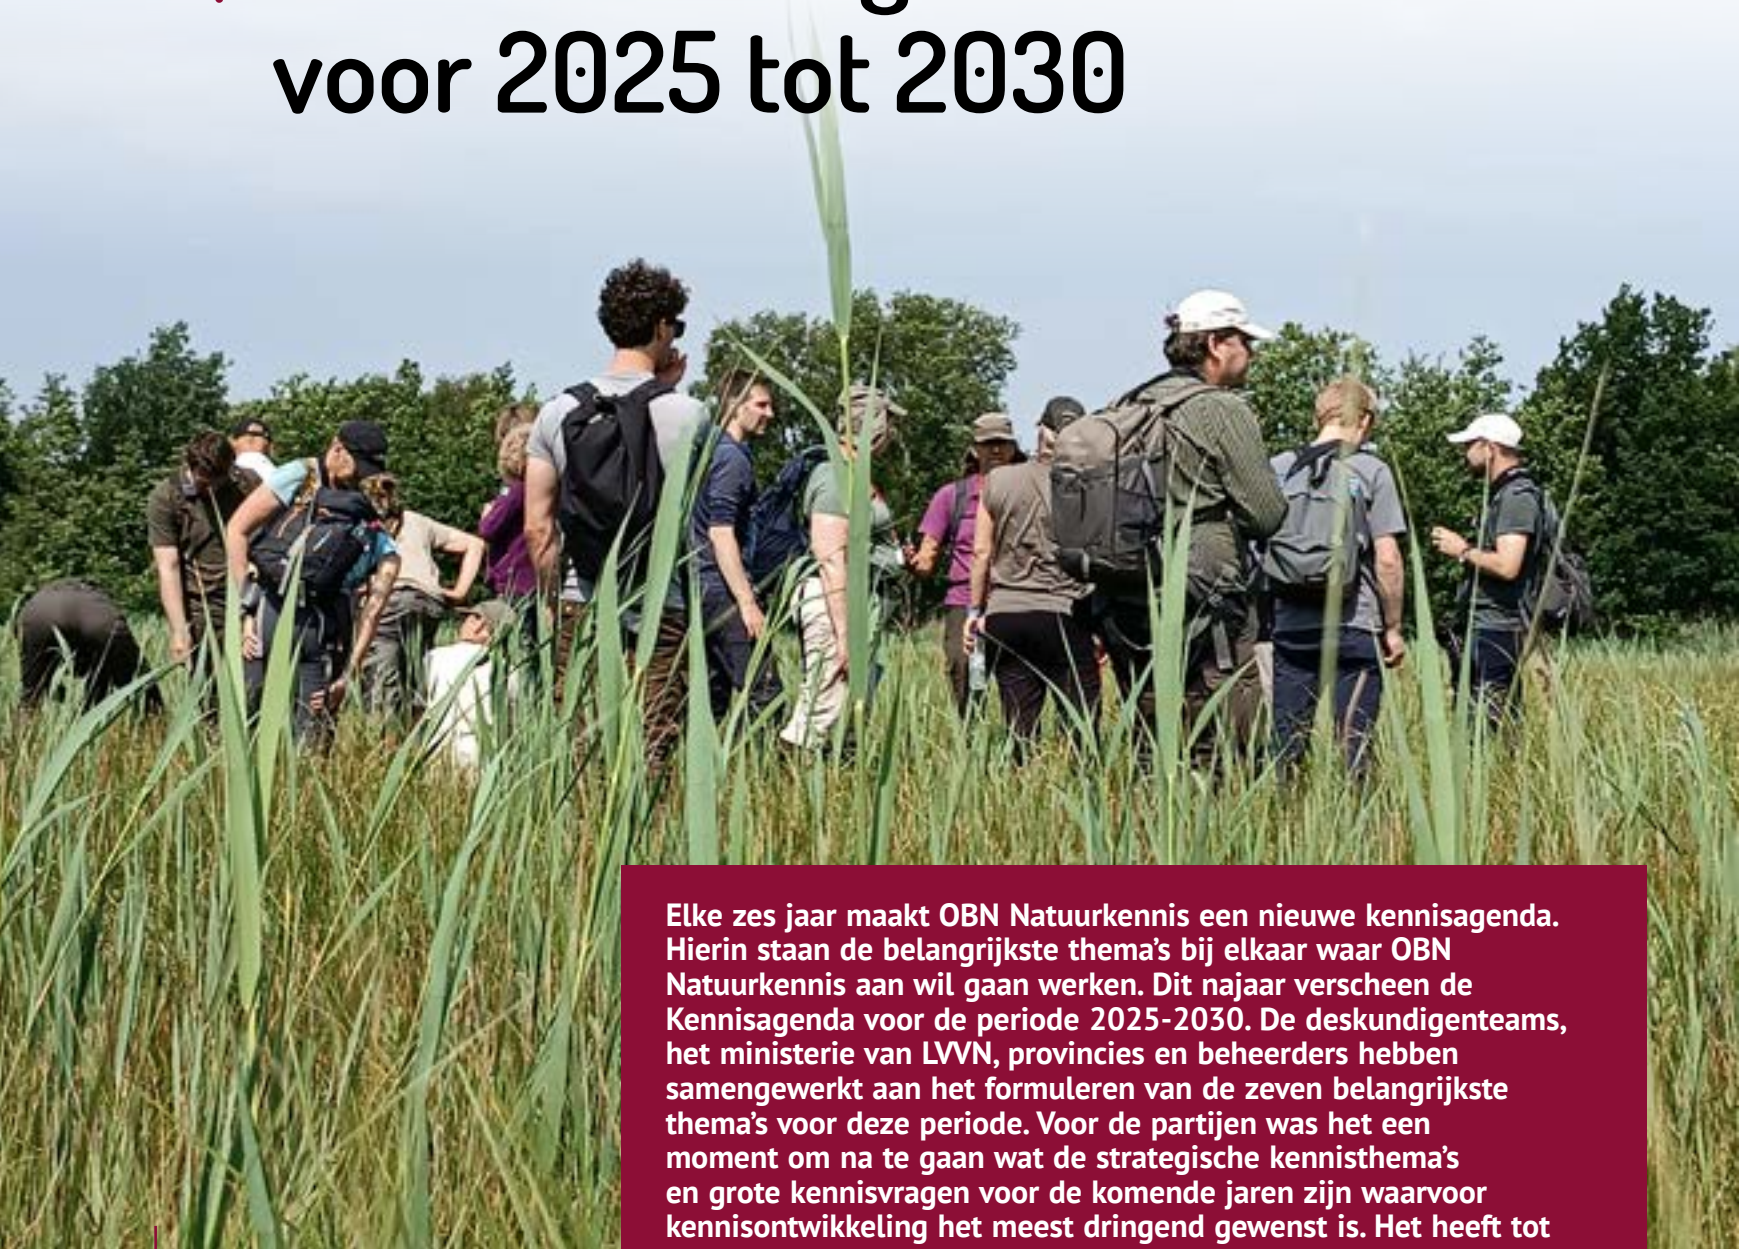 voor 2025 tot 2030
Elke zes jaar maakt OBN Natuurkennis een nieuwe kennisagenda.
Hierin staan de belangrijkste thema’s bij elkaar waar OBN
Natuurkennis aan wil gaan werken. Dit najaar verscheen de
Kennisagenda voor de periode 2025-2030. De deskundigenteams,
het ministerie van LVVN, provincies en beheerders hebben
samengewerkt aan het formuleren van de zeven belangrijkste
thema’s voor deze periode. Voor de partijen was het een
moment om na te gaan wat de strategische kennisthema’s
en grote kennisvragen voor de komende jaren zijn waarvoor
kennisontwikkeling het meest dringend gewenst is. Het heeft tot